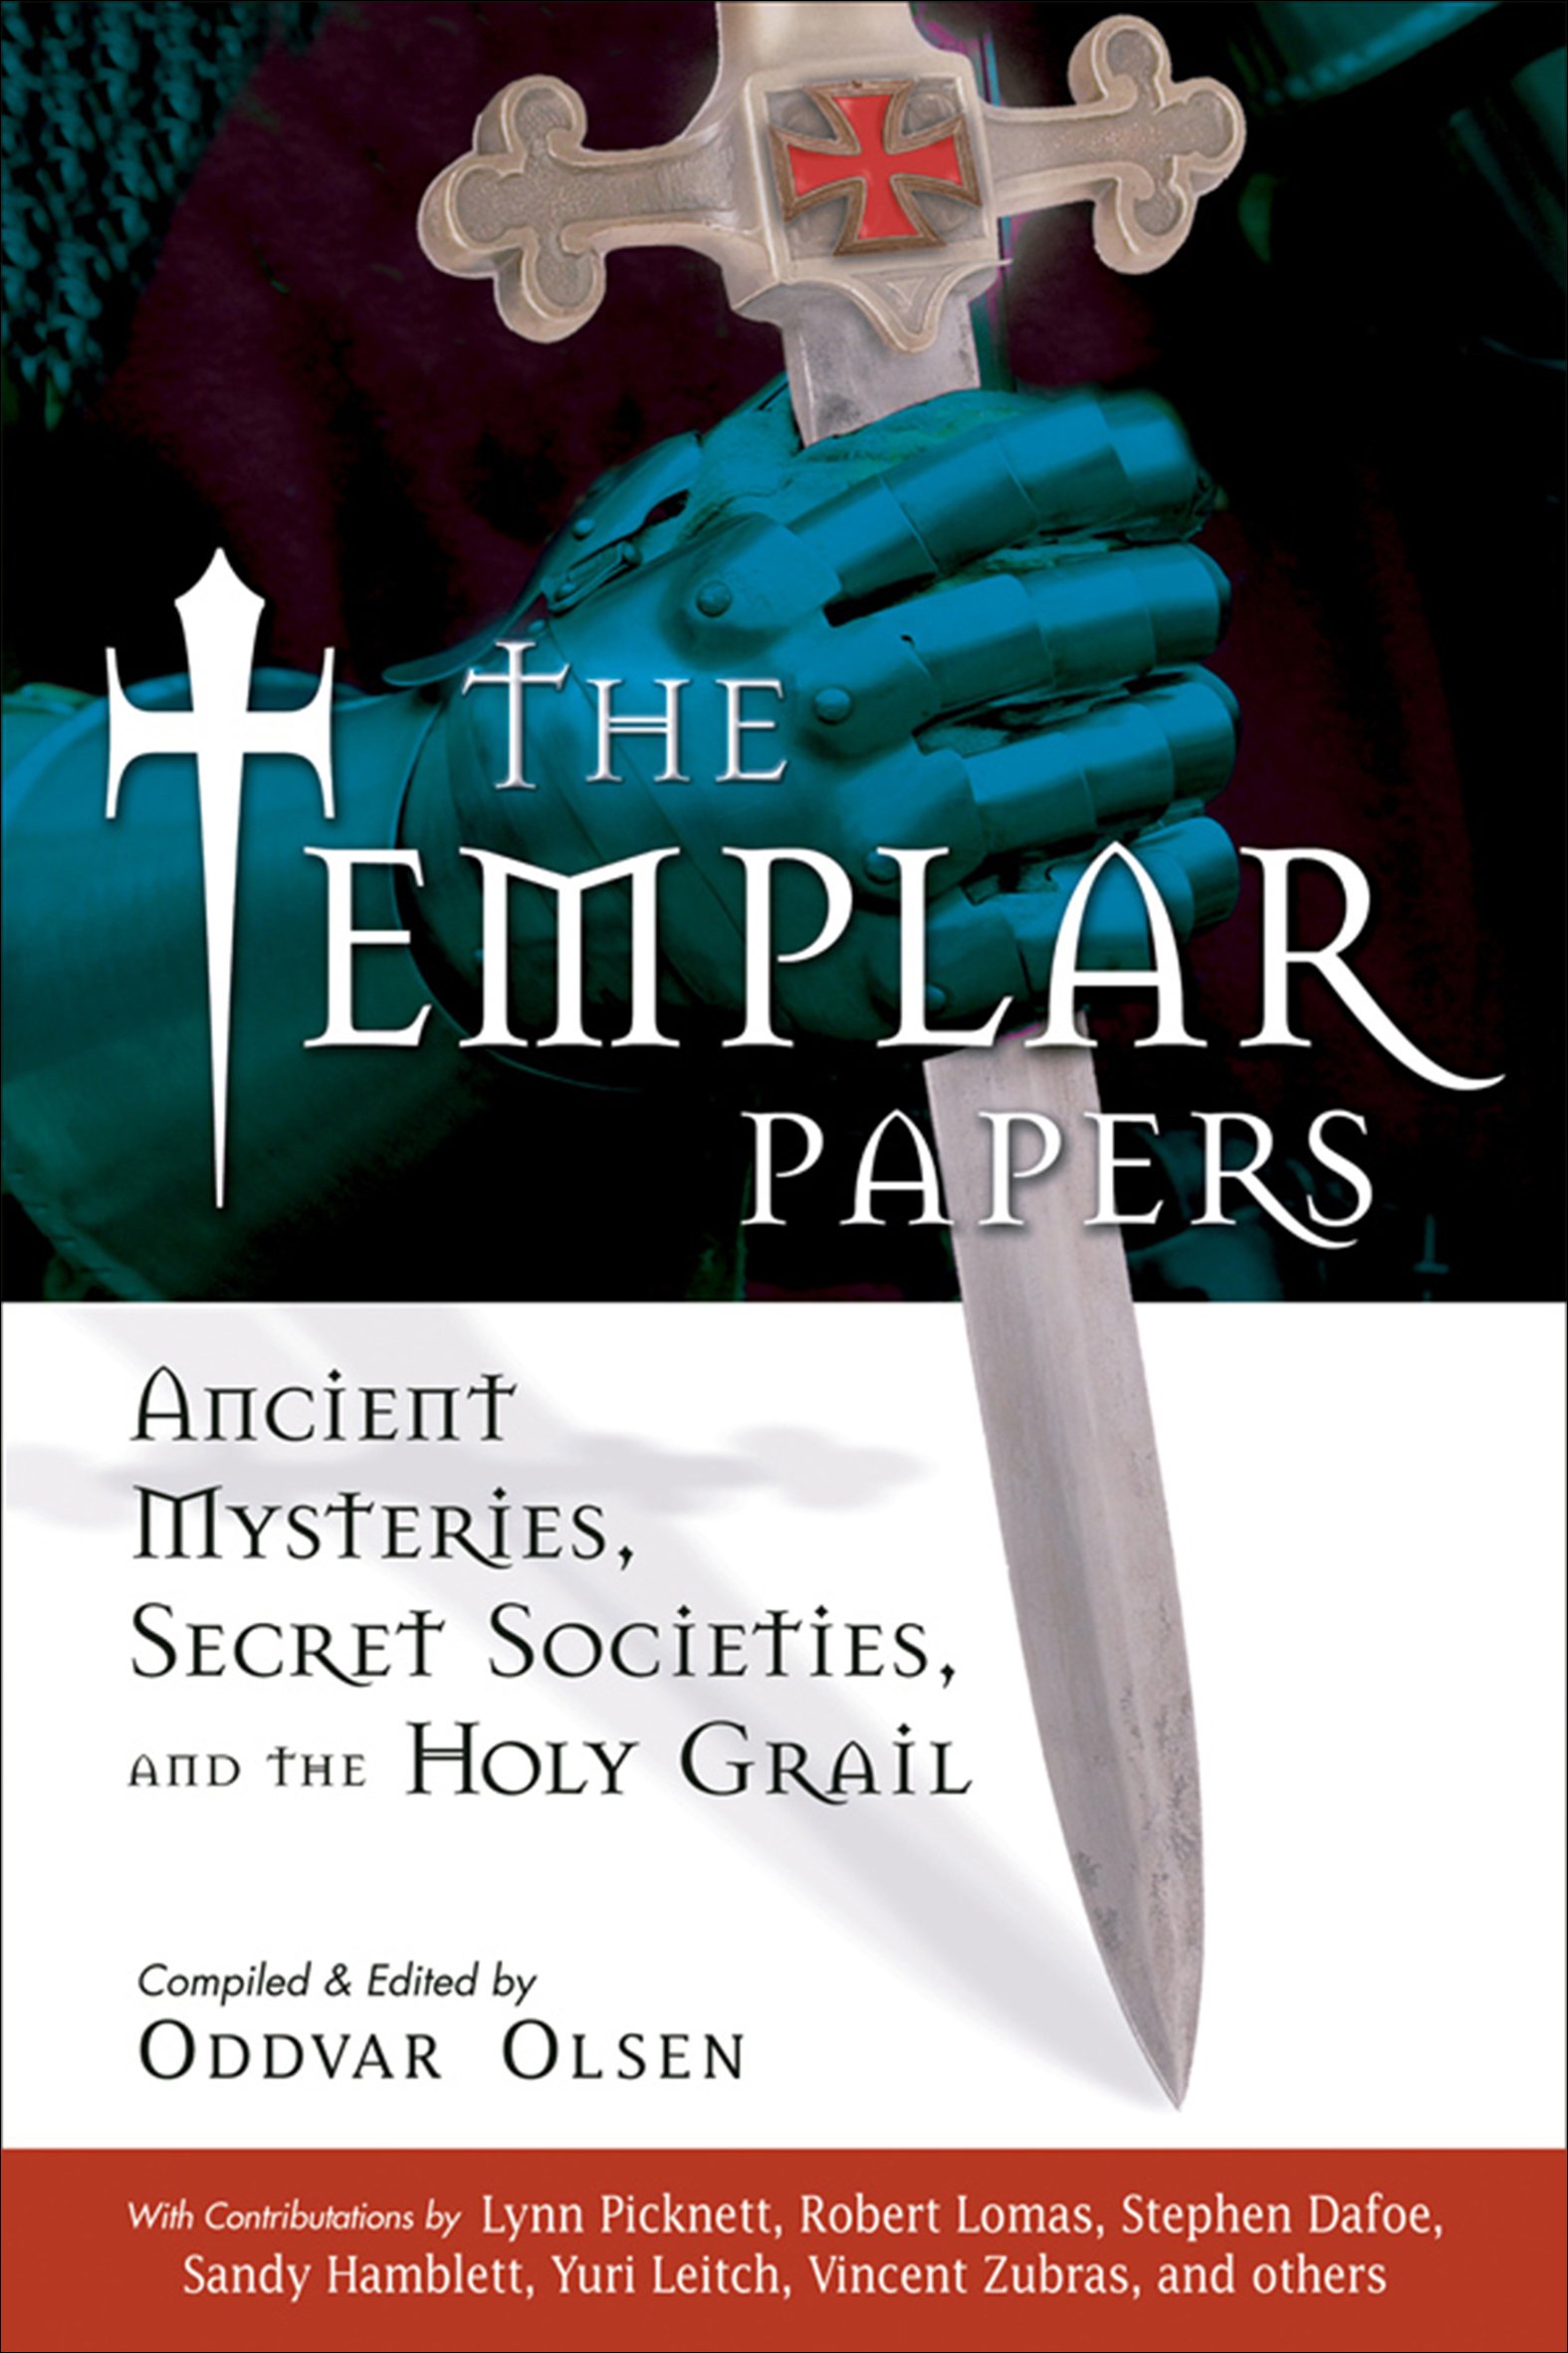 The
Templar
Papers
Ancient
Mysteries,
Secret Societies,
and the Holy Grail
Compiled & Edited by
Oddvar Olsen
With Contributations by Lynn Picknett, Robert Lomas, Stephen Dafoe,
Sandy Hamblett, Yuri Leitch, Vincent Zubras, and others